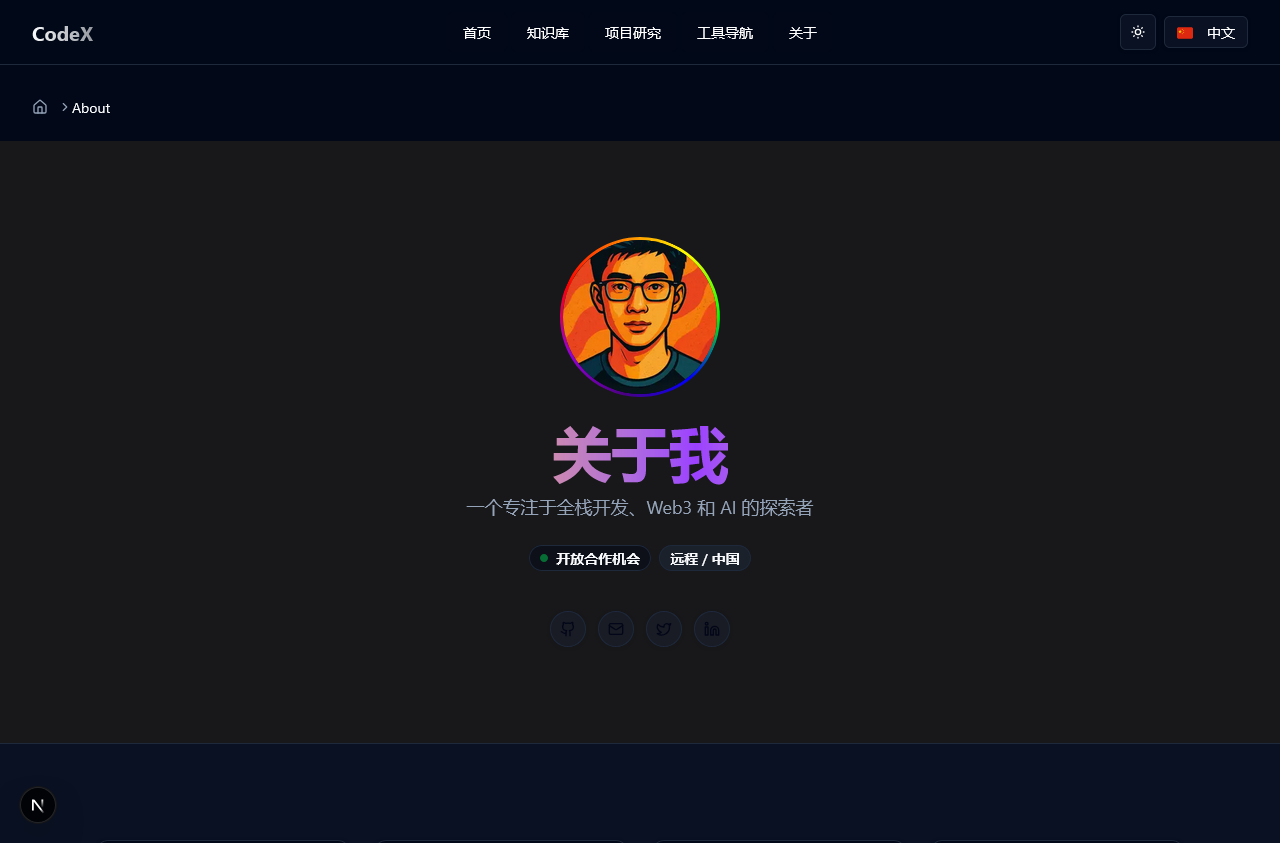 CodeX
首页
知识库
项目研究
工具导航
关于
中文
About
关于我
一个专注于全栈开发、Web3 和 AI 的探索者
开放合作机会
远程 / 中国
N